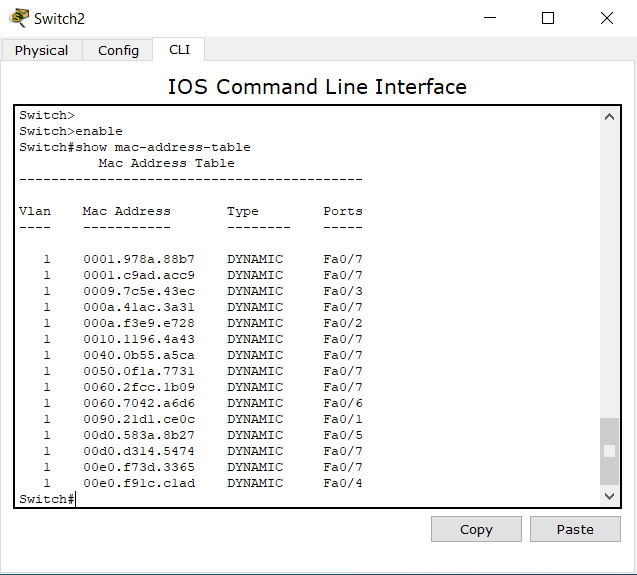 Switch2
Physical Config CLI
IOS Command Line Interface
Switch>
Switch>enable
Switch#show mac-address-table
          Mac Address Table
-------------------------------------------

Vlan    Mac Address       Type        Ports
----    -----------       --------    -----

   1    0001.978a.88b7    DYNAMIC     Fa0/7
   1    0001.c9ad.acc9    DYNAMIC     Fa0/7
   1    0009.7c5e.43ec    DYNAMIC     Fa0/3
   1    000a.41ac.3a31    DYNAMIC     Fa0/7
   1    000a.f3e9.e728    DYNAMIC     Fa0/2
   1    0010.1196.4a43    DYNAMIC     Fa0/7
   1    0040.0b55.a5ca    DYNAMIC     Fa0/7
   1    0050.0f1a.7731    DYNAMIC     Fa0/7
   1    0060.2fcc.1b09    DYNAMIC     Fa0/7
   1    0060.7042.a6d6    DYNAMIC     Fa0/6
   1    0090.21d1.ce0c    DYNAMIC     Fa0/1
   1    00d0.583a.8b27    DYNAMIC     Fa0/5
   1    00d0.d314.5474    DYNAMIC     Fa0/7
   1    00e0.f73d.3365    DYNAMIC     Fa0/7
   1    00e0.f91c.c1ad    DYNAMIC     Fa0/4
Switch#
Copy Paste